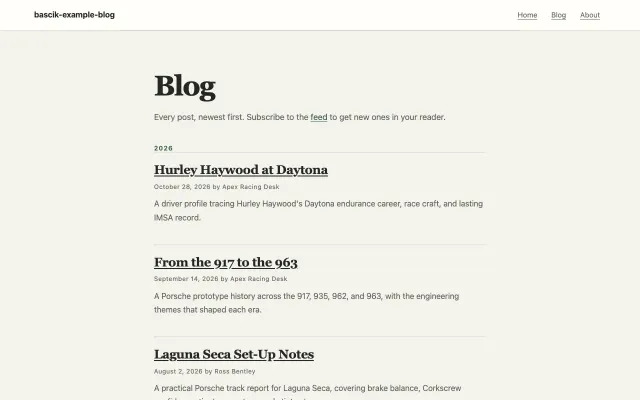 bascik-example-blog
Home Blog About
Blog
Every post, newest first. Subscribe to the feed to get new ones in your reader.
2026
Hurley Haywood at Daytona
October 28, 2026 by Apex Racing Desk
A driver profile tracing Hurley Haywood's Daytona endurance career, race craft, and lasting
IMSA record.
From the 917 to the 963
September 14, 2026 by Apex Racing Desk
A Porsche prototype history across the 917, 935, 962, and 963, with the engineering
themes that shaped each era.
Laguna Seca Set-Up Notes
August 2, 2026 by Ross Bentley
A practical Porsche track report for Laguna Seca, covering brake balance, Corkscrew